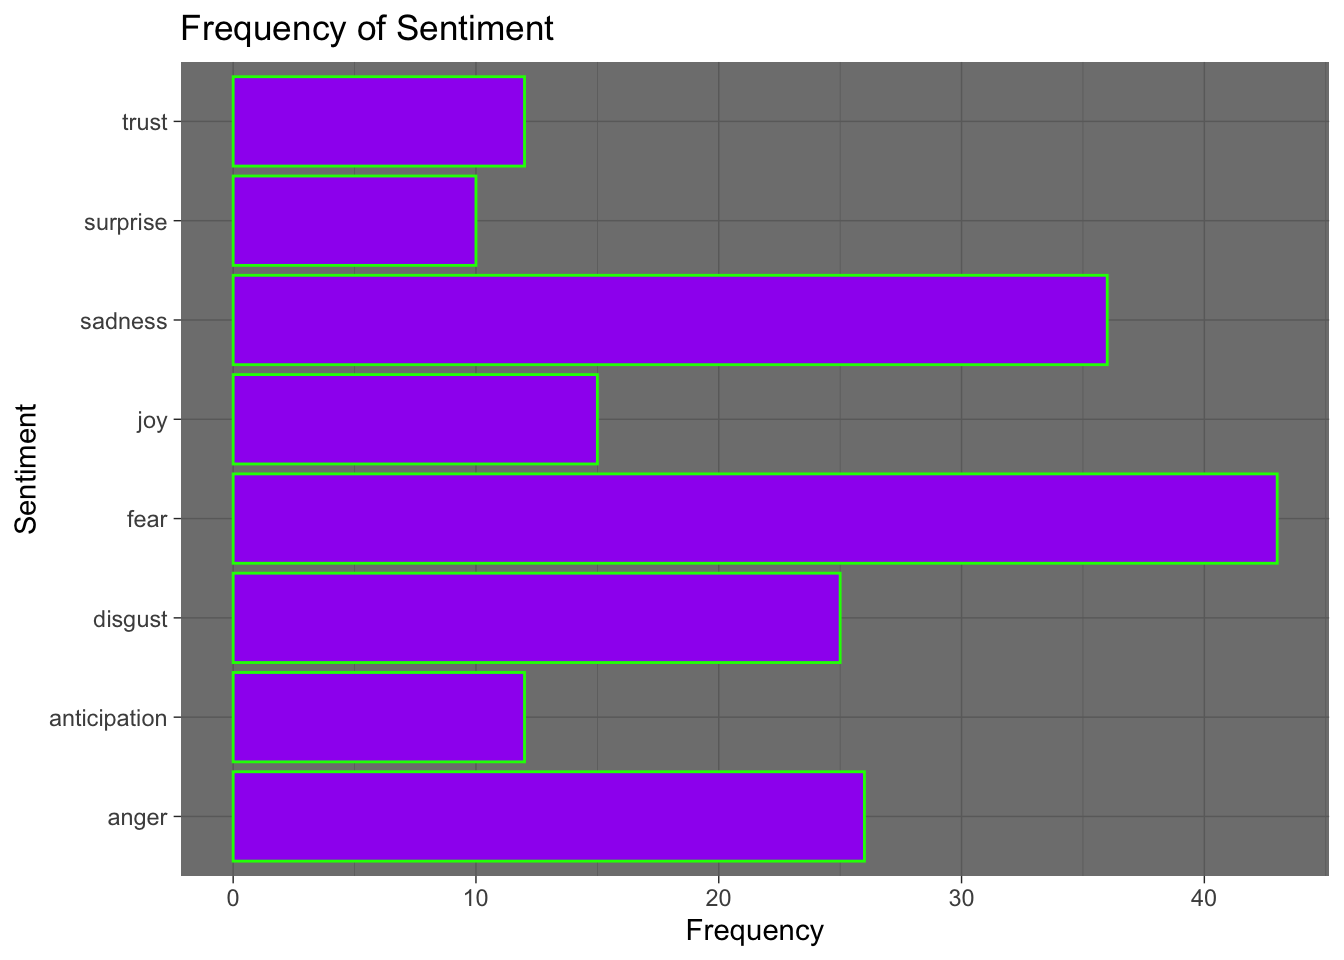 Frequency of Sentiment
trust
surprise
sadness
joy
fear
disgust
anticipation
anger
Sentiment
0 10 20 30 40
Frequency